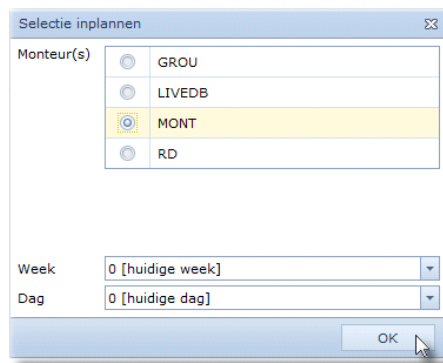 Selectie inplannen
Monteur(s)
GROU
LIVEDB
MONT
RD
Week 0 [huidige week]
Dag 0 [huidige dag]
OK